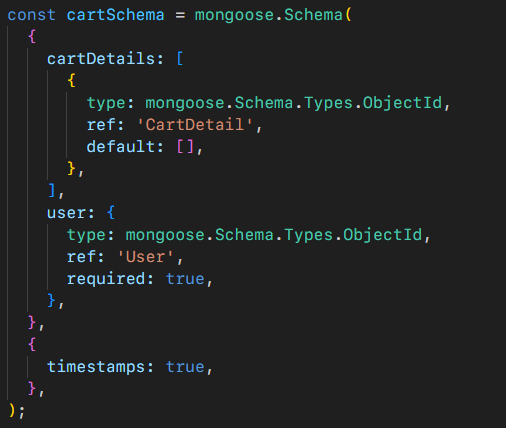 const cartSchema = mongoose.Schema(
  {
    cartDetails: [
      {
        type: mongoose.Schema.Types.ObjectId,
        ref: 'CartDetail',
        default: [],
      },
    ],
    user: {
      type: mongoose.Schema.Types.ObjectId,
      ref: 'User',
      required: true,
    },
  },
  {
    timestamps: true,
  },
);